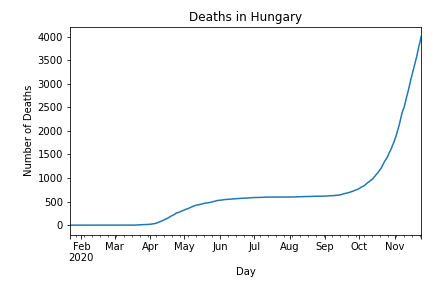 Deaths in Hungary
Number of Deaths
4000
3500
3000
2500
2000
1500
1000
500
0
Feb Mar Apr May Jun Jul Aug Sep Oct Nov
2020
Day